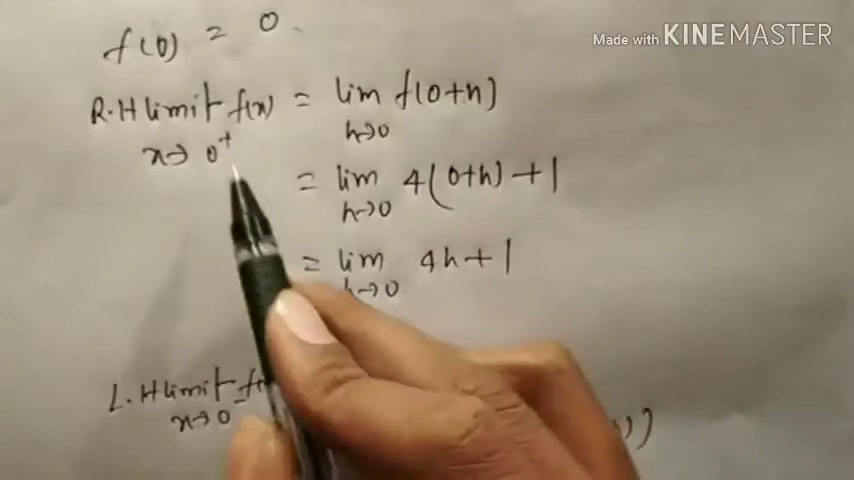 Made with KINEMASTER
f(0) = 0
R.H limit f(x) = lim f(0+h)
x→0⁺ h→0
= lim 4(0+h)+1
h→0
= lim 4h+1
h→0
L.H limit
x→0⁻